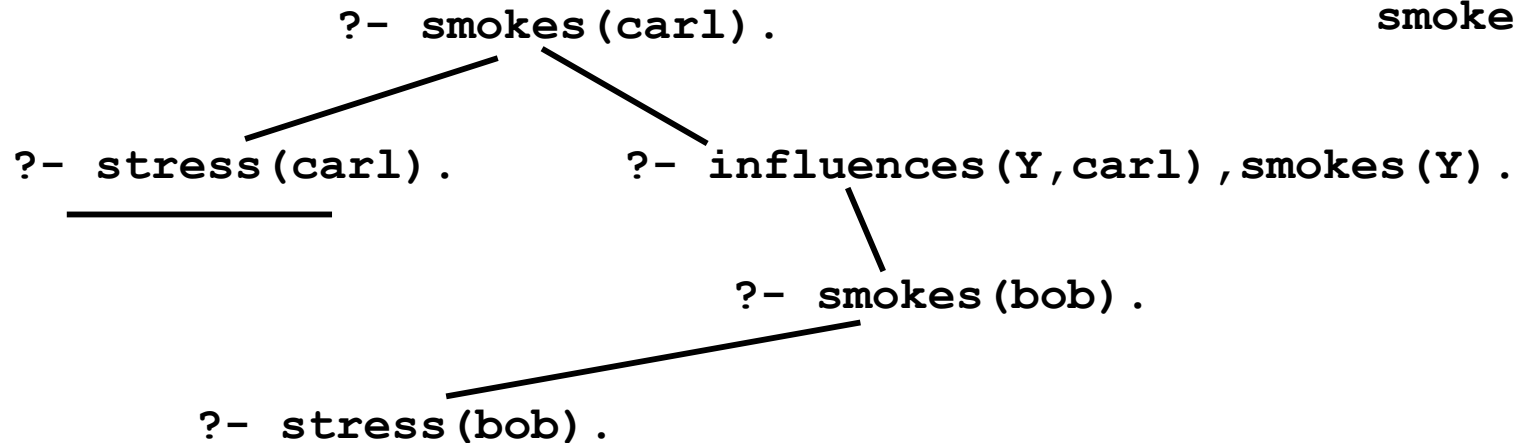 ?- smokes(carl).
smoke
?- stress(carl).
?- influences(Y,carl),smokes(Y).
?- smokes(bob).
?- stress(bob).